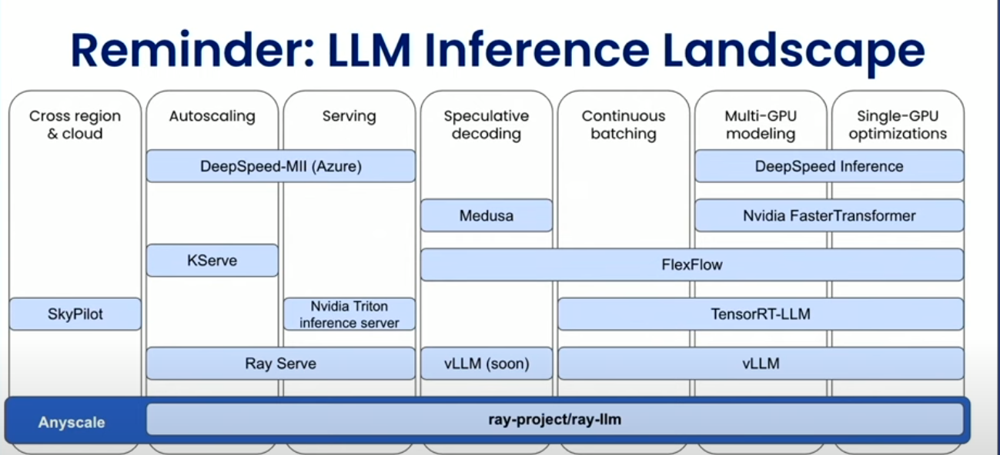 Reminder: LLM Inference Landscape
Cross region
& cloud
Autoscaling
Serving
Speculative
decoding
Continuous
batching
Multi-GPU
modeling
Single-GPU
optimizations
DeepSpeed-MII (Azure)
DeepSpeed Inference
Medusa
Nvidia FasterTransformer
KServe
FlexFlow
SkyPilot
Nvidia Triton
inference server
TensorRT-LLM
Ray Serve
vLLM (soon)
vLLM
Anyscale
ray-project/ray-llm